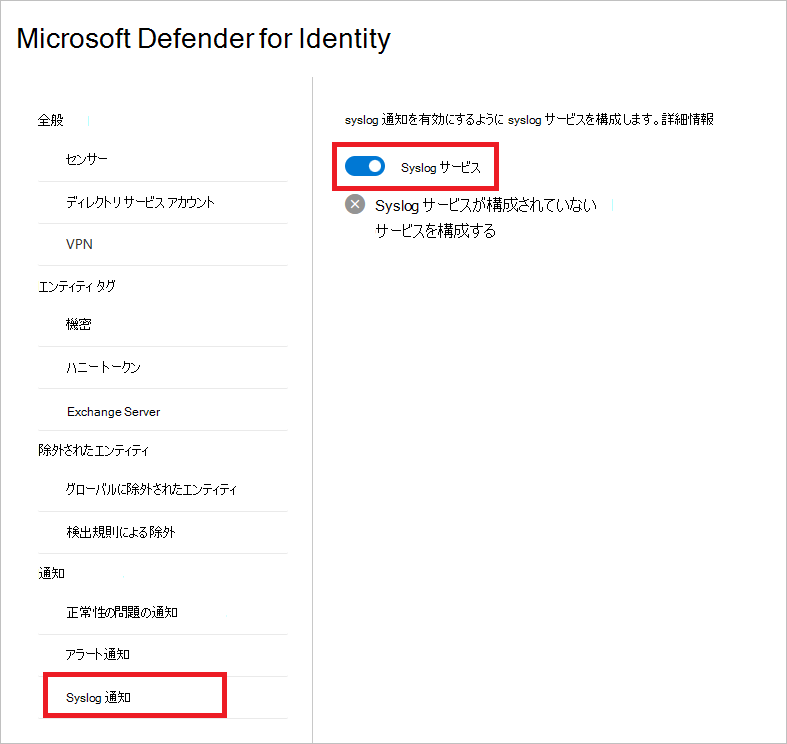 Microsoft Defender for Identity
全般
センサー
ディレクトリ サービス アカウント
VPN
エンティティ タグ
機密
ハニートークン
Exchange Server
除外されたエンティティ
グローバルに除外されたエンティティ
検出規則による除外
通知
正常性の問題の通知
アラート通知
Syslog 通知
syslog 通知を有効にするように syslog サービスを構成します。詳細情報
Syslog サービス
Syslog サービスが構成されていない
サービスを構成する